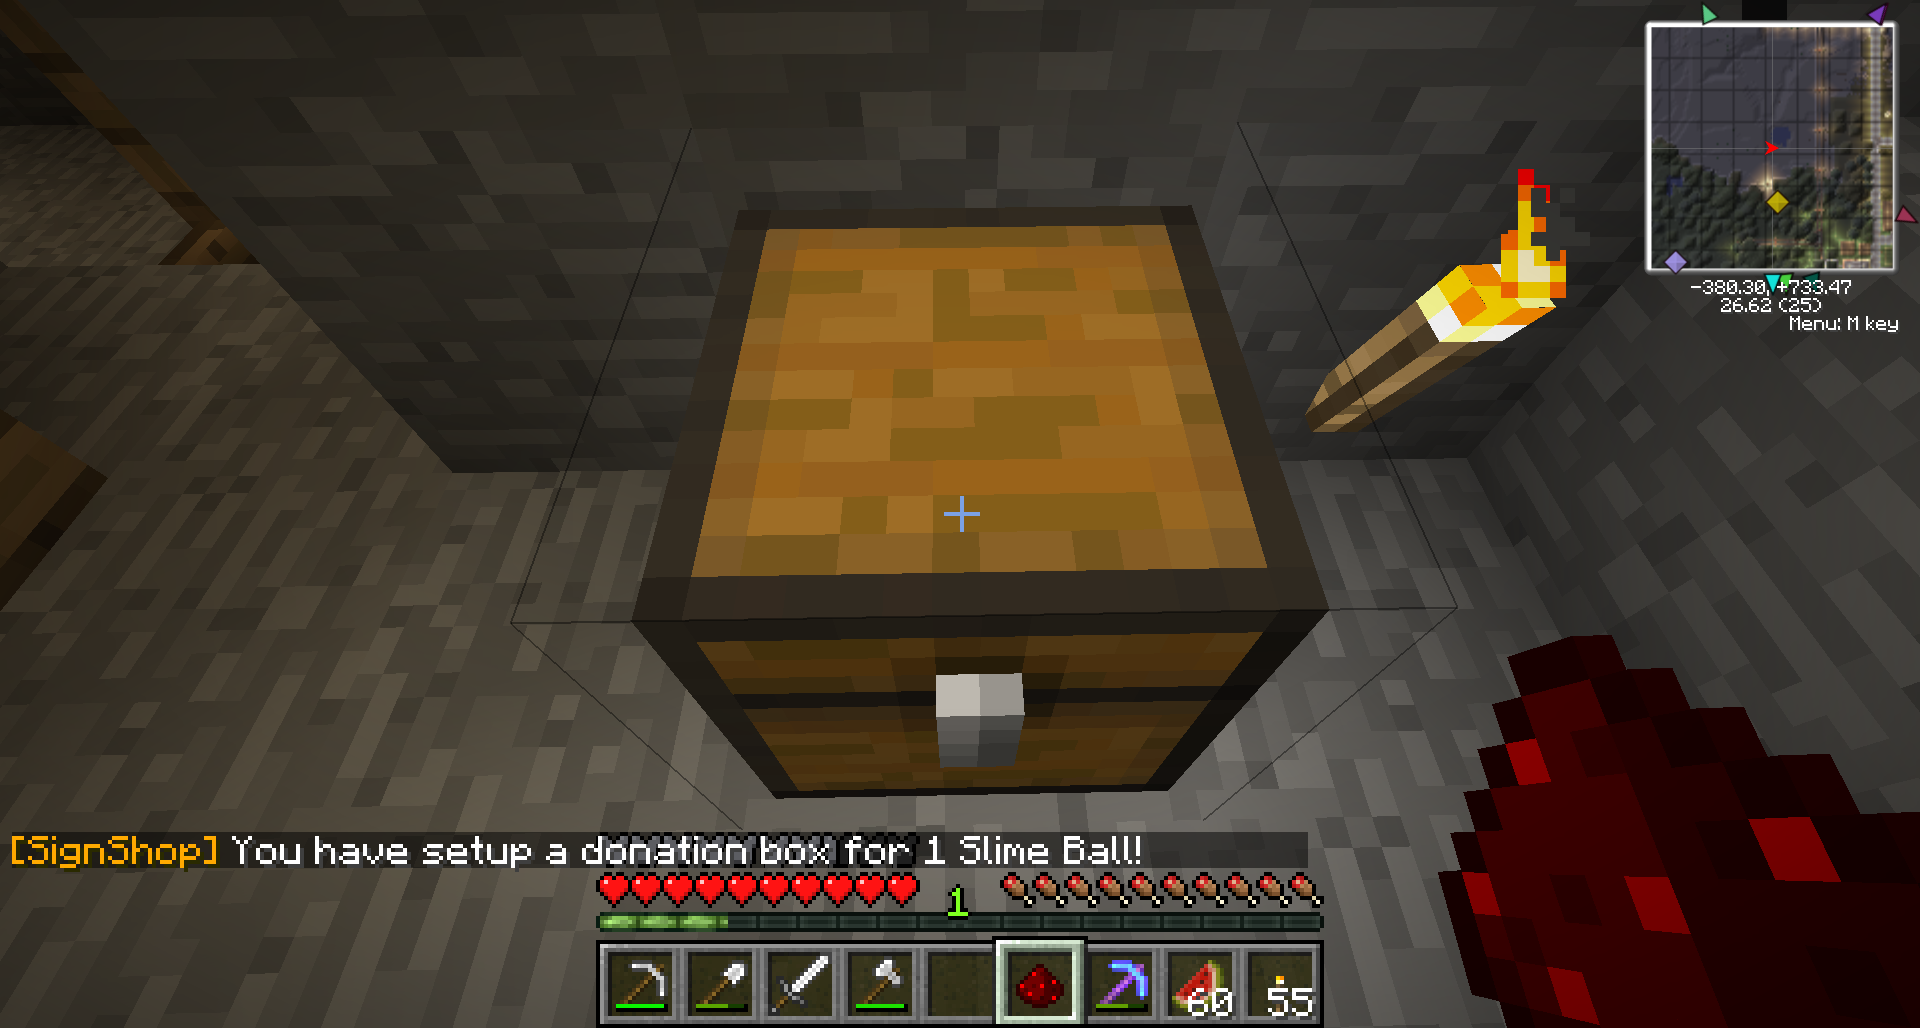 -380.30, +733.47
26.62 (25)
Menu: M key
[SignShop] You have setup a donation box for 1 Slime Ball!
1
60 55